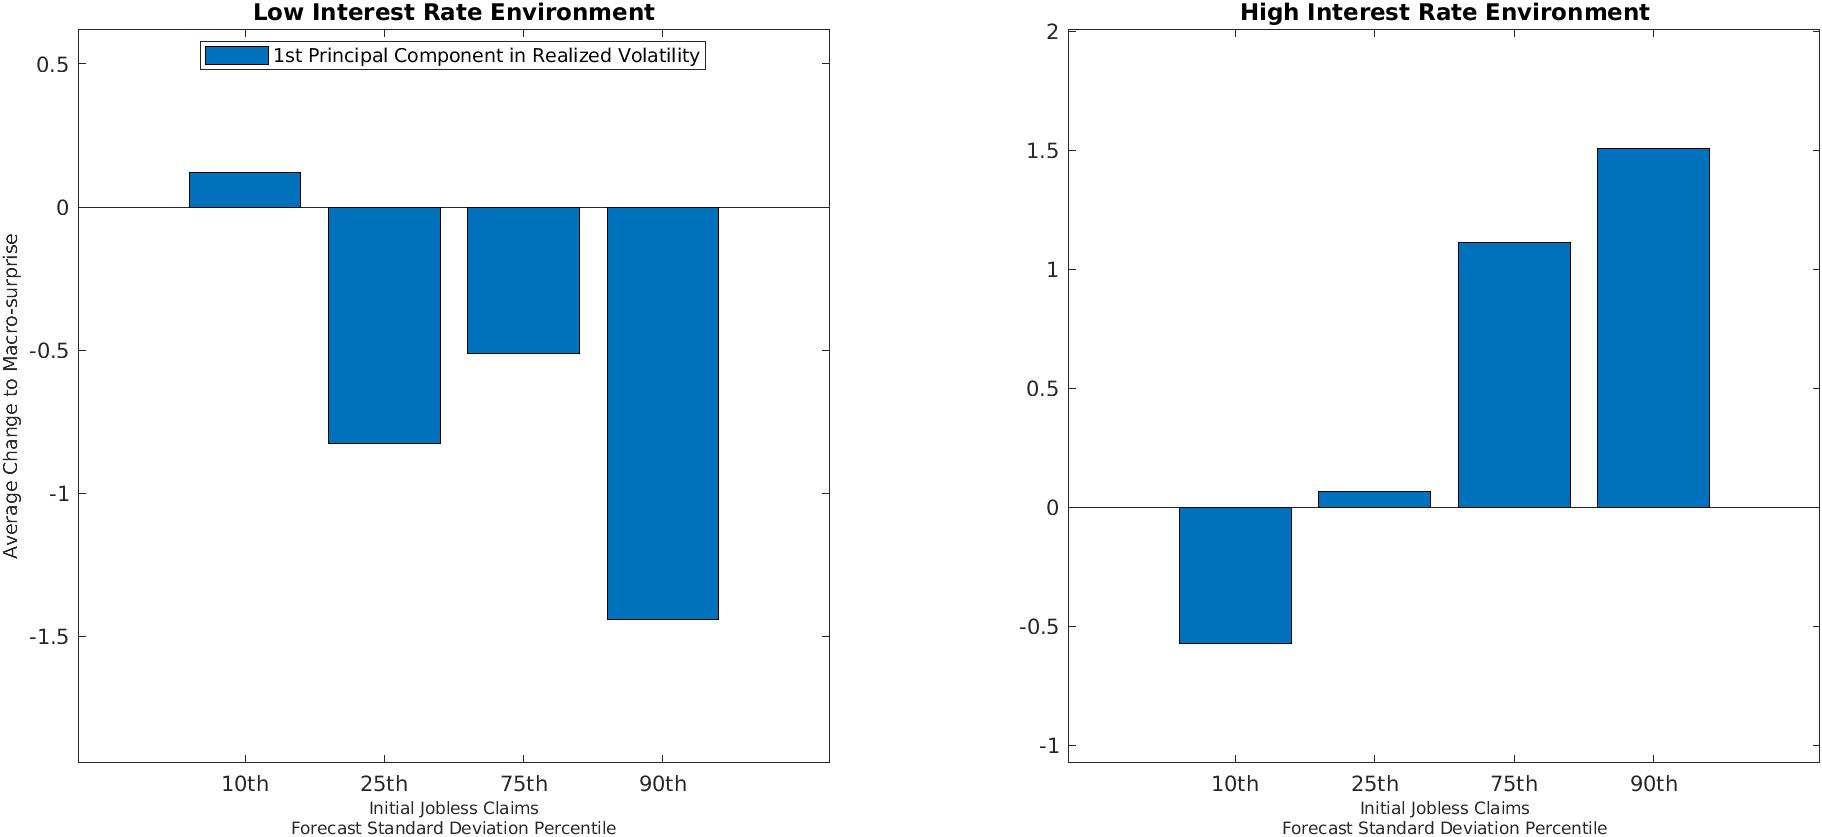 Low Interest Rate Environment
1st Principal Component in Realized Volatility
0.5
0
-0.5
-1
-1.5
Average Change to Macro-surprise
10th 25th 75th 90th
Initial Jobless Claims
Forecast Standard Deviation Percentile
High Interest Rate Environment
2
1.5
1
0.5
0
-0.5
-1
10th 25th 75th 90th
Initial Jobless Claims
Forecast Standard Deviation Percentile